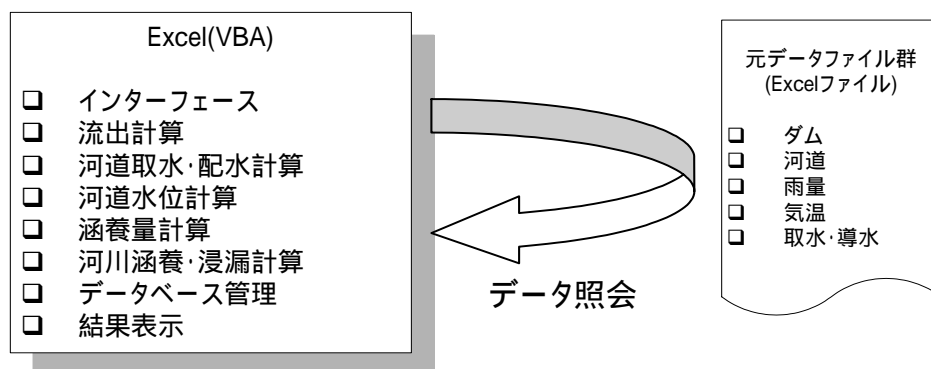 Excel(VBA)
❑ インターフェース
❑ 流出計算
❑ 河道取水･配水計算
❑ 河道水位計算
❑ 涵養量計算
❑ 河川涵養･浸漏計算
❑ データベース管理
❑ 結果表示
データ照会
元データファイル群
(Excelファイル)
❑ ダム
❑ 河道
❑ 雨量
❑ 気温
❑ 取水･導水